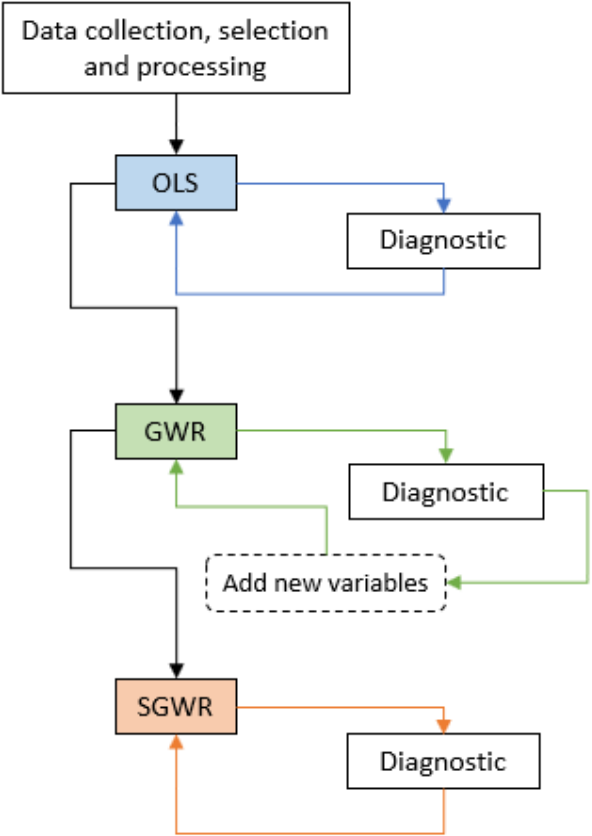 Data collection, selection
and processing
OLS
Diagnostic
GWR
Diagnostic
Add new variables
SGWR
Diagnostic